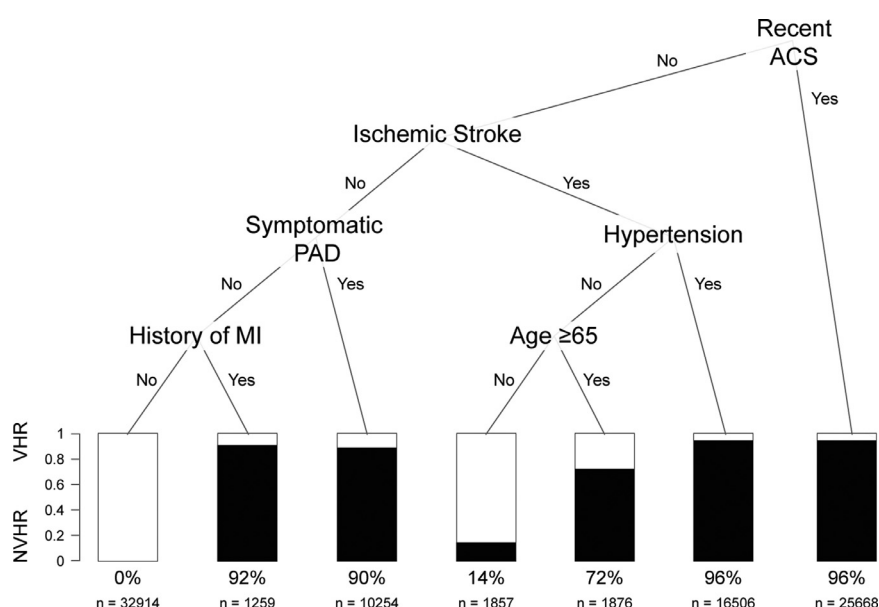 Recent
ACS
No
Yes
Ischemic Stroke
No
Yes
Symptomatic
PAD
Hypertension
No
Yes
No
Yes
History of MI
Age ≥65
No
Yes
No
Yes
VHR
NVHR
1
0.8
0.6
0.4
0.2
0
0%
92%
90%
14%
72%
96%
96%
n = 32914
n = 1259
n = 10254
n = 1857
n = 1876
n = 16506
n = 25668